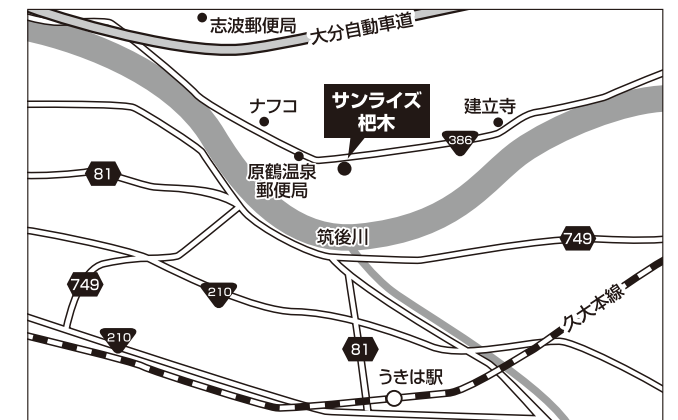 志波郵便局
大分自動車道
ナフコ
サンライズ
杷木
建立寺
386
原鶴温泉
郵便局
81
筑後川
749
749
210
久大本線
210
81
うきは駅